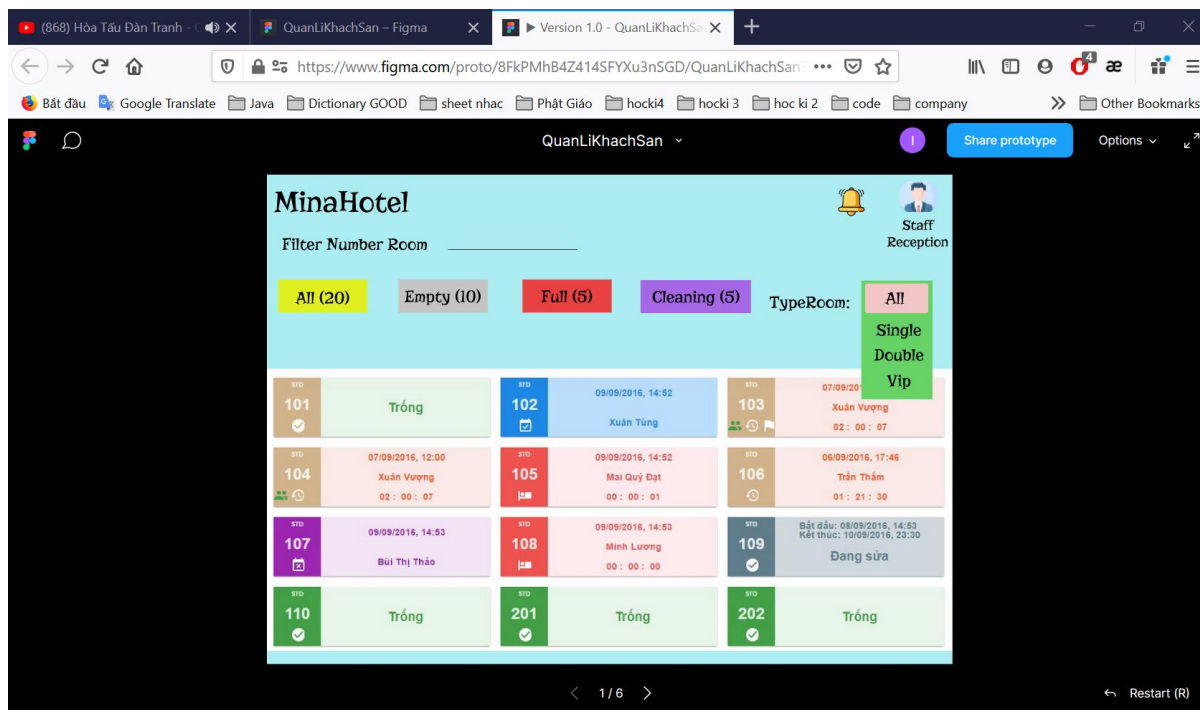 (868) Hòa Tấu Đàn Tranh -
QuanLiKhachSan – Figma
Version 1.0 - QuanLiKhachSa
https://www.figma.com/proto/8FkPMhB4Z414SFYXu3nSGD/QuanLiKhachSan
4
Bắt đầu Google Translate Java Dictionary GOOD sheet nhac Phật Giáo hocki4 hocki 3 hoc ki 2 code company Other Bookmarks
QuanLiKhachSan
I
Share prototype
Options
MinaHotel
Staff
Reception
Filter Number Room
All (20) Empty (10) Full (5) Cleaning (5) TypeRoom: All
Single
Double
Vip
STD
101
Trống
STD
102
09/09/2016, 14:52
Xuân Tùng
STD
103
07/09/20
Xuân Vượng
02 : 00 : 07
STD
104
07/09/2016, 12:00
Xuân Vượng
02 : 00 : 07
STD
105
09/09/2016, 14:52
Mai Quý Đạt
00 : 00 : 01
STD
106
06/09/2016, 17:46
Trần Thắm
01 : 21 : 30
STD
107
09/09/2016, 14:53
Bùi Thị Thảo
STD
108
09/09/2016, 14:53
Minh Lương
00 : 00 : 00
STD
109
Bắt đầu: 08/09/2016, 14:53
Kết thúc: 10/09/2016, 23:30
Đang sửa
STD
110
Trống
STD
201
Trống
STD
202
Trống
1 / 6
Restart (R)